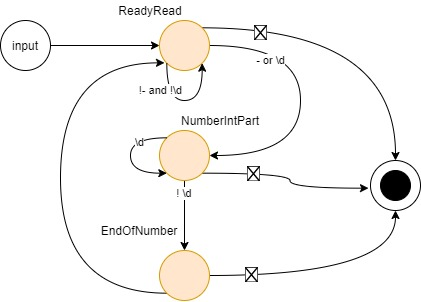 ReadyRead
input
- or \d
!- and !\d
NumberIntPart
\d
! \d
EndOfNumber